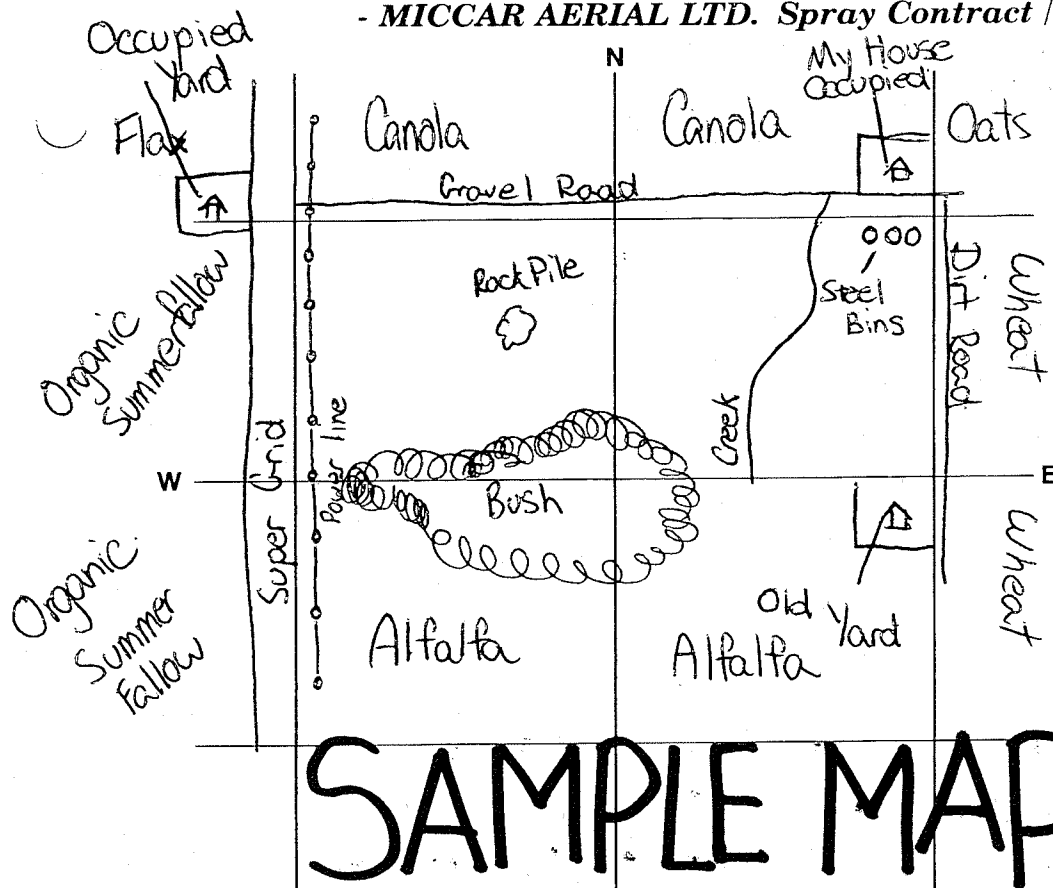 - MICCAR AERIAL LTD. Spray Contract
Occupied
Yard
N
My House
Occupied
Flax
Canola
Canola
Oats
Gravel Road
Rock Pile
Steel
Bins
Dirt Road
Wheat
Organic
Summerfallow
Super Grid
Power line
Creek
W
Bush
E
Organic
Summer
Fallow
Alfalfa
Old Yard
Alfalfa
Wheat
SAMPLE MAP